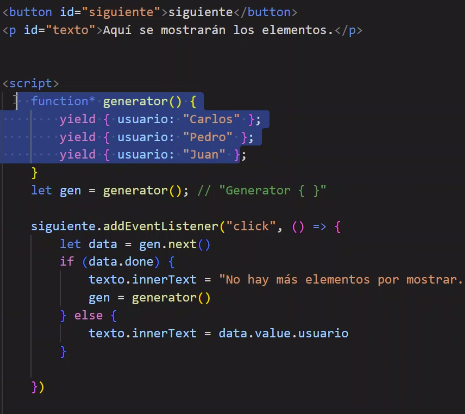 <button id="siguiente">siguiente</button>
<p id="texto">Aquí se mostrarán los elementos.</p>
<script>
function* generator() {
yield { usuario: "Carlos" };
yield { usuario: "Pedro" };
yield { usuario: "Juan" };
}
let gen = generator(); // "Generator { }"
siguiente.addEventListener("click", () => {
let data = gen.next()
if (data.done) {
texto.innerText = "No hay más elementos por mostrar.
gen = generator()
} else {
texto.innerText = data.value.usuario
}
})